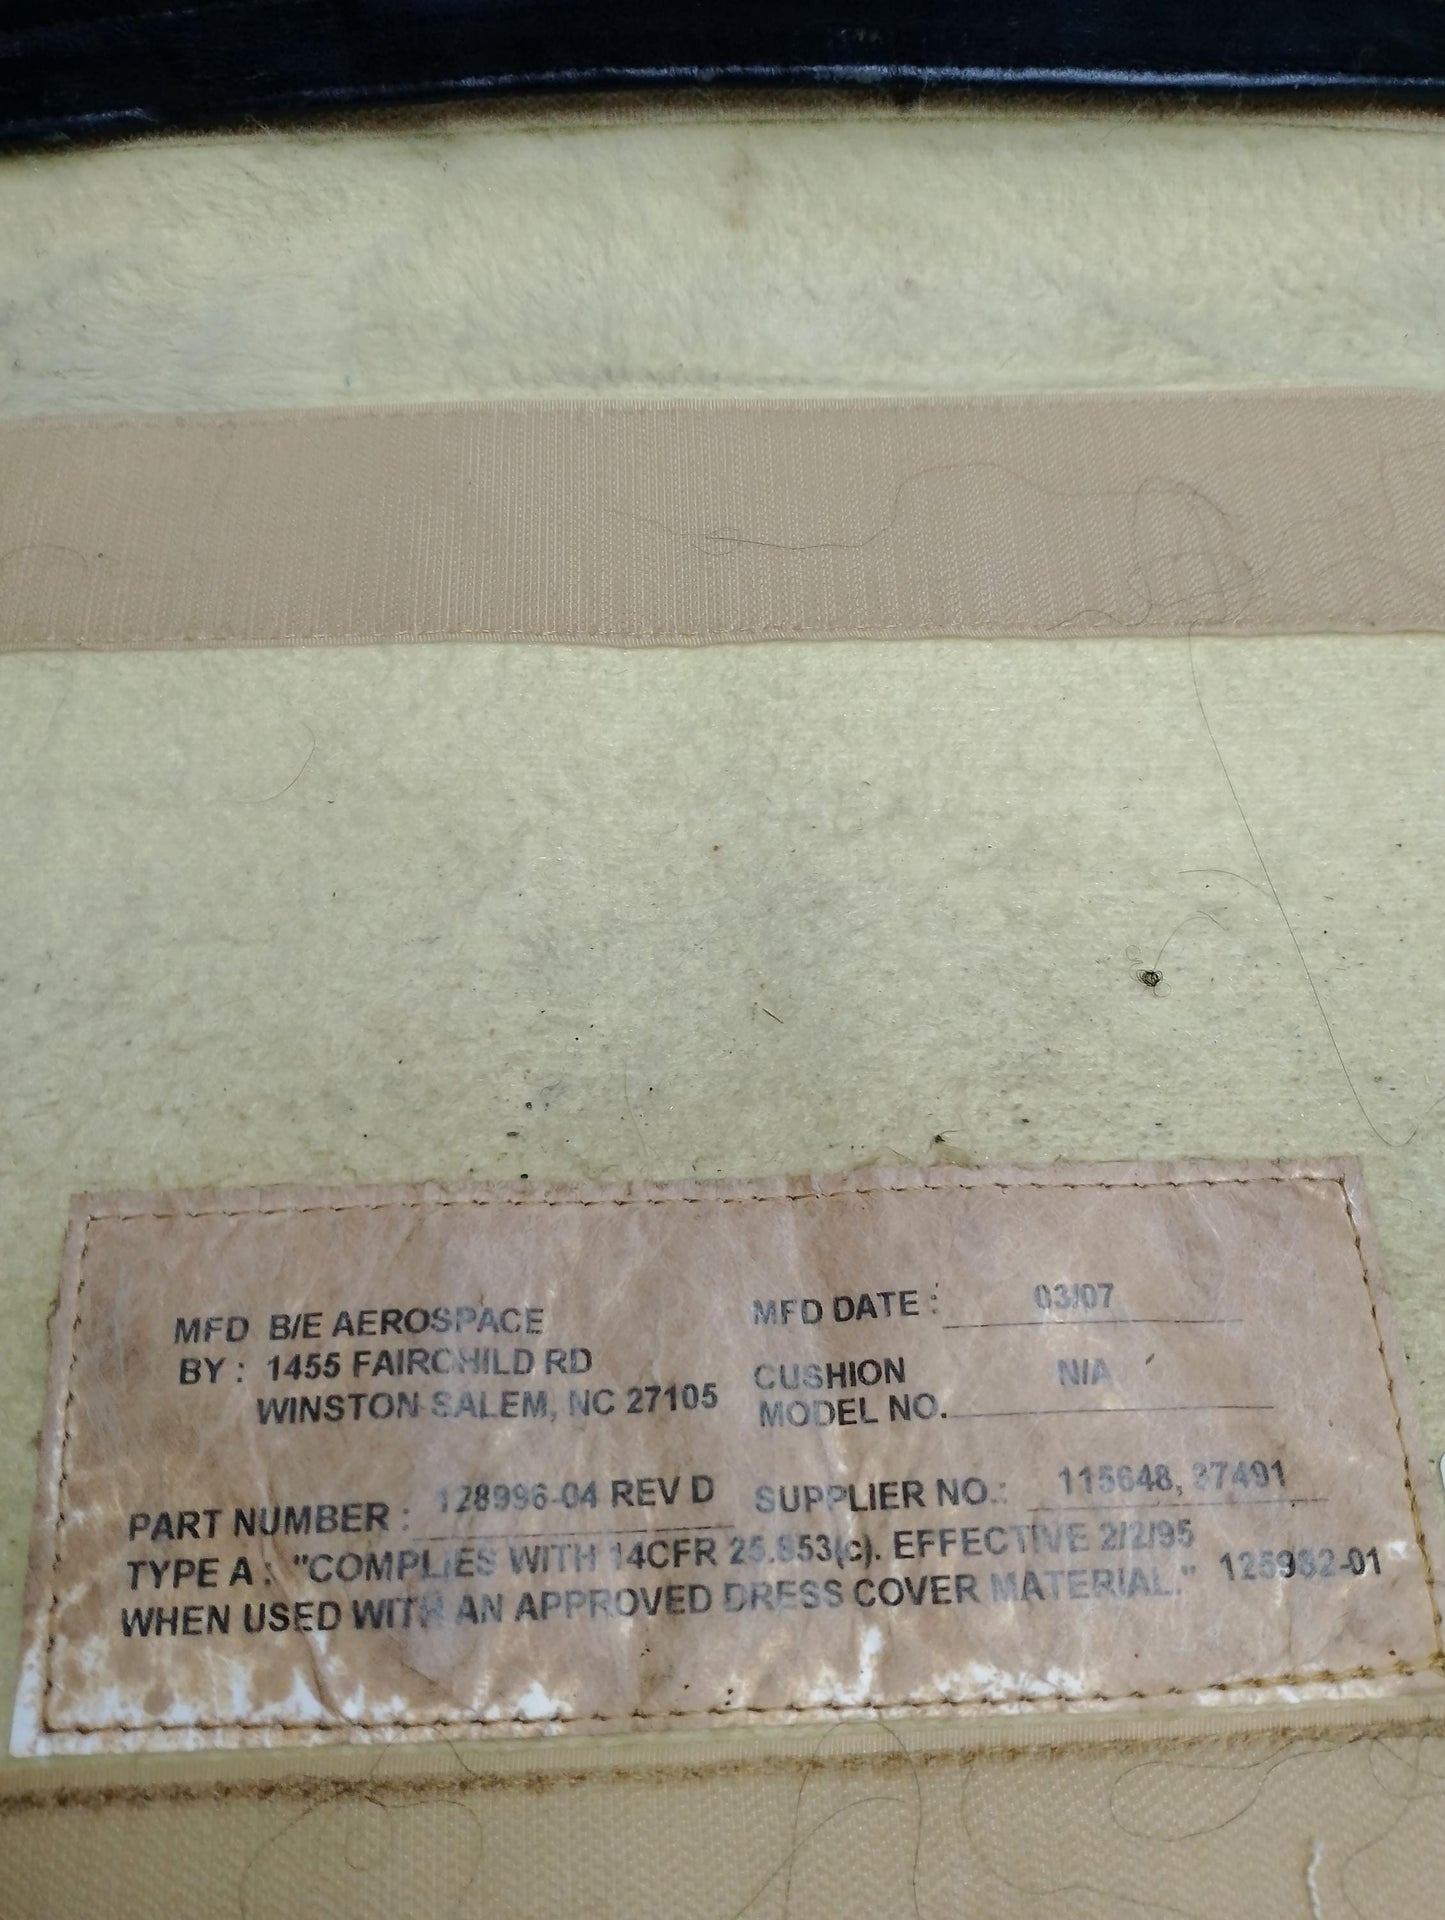 MFD B/E AEROSPACE
BY : 1455 FAIRCHILD RD
WINSTON-SALEM, NC 27105
MFD DATE : 03/07
CUSHION
MODEL NO. N/A
PART NUMBER : 128996-04 REV D
SUPPLIER NO.: 115648, 37491
TYPE A : "COMPLIES WITH 14CFR 25.853(c). EFFECTIVE 2/2/95
WHEN USED WITH AN APPROVED DRESS COVER MATERIAL." 125982-01